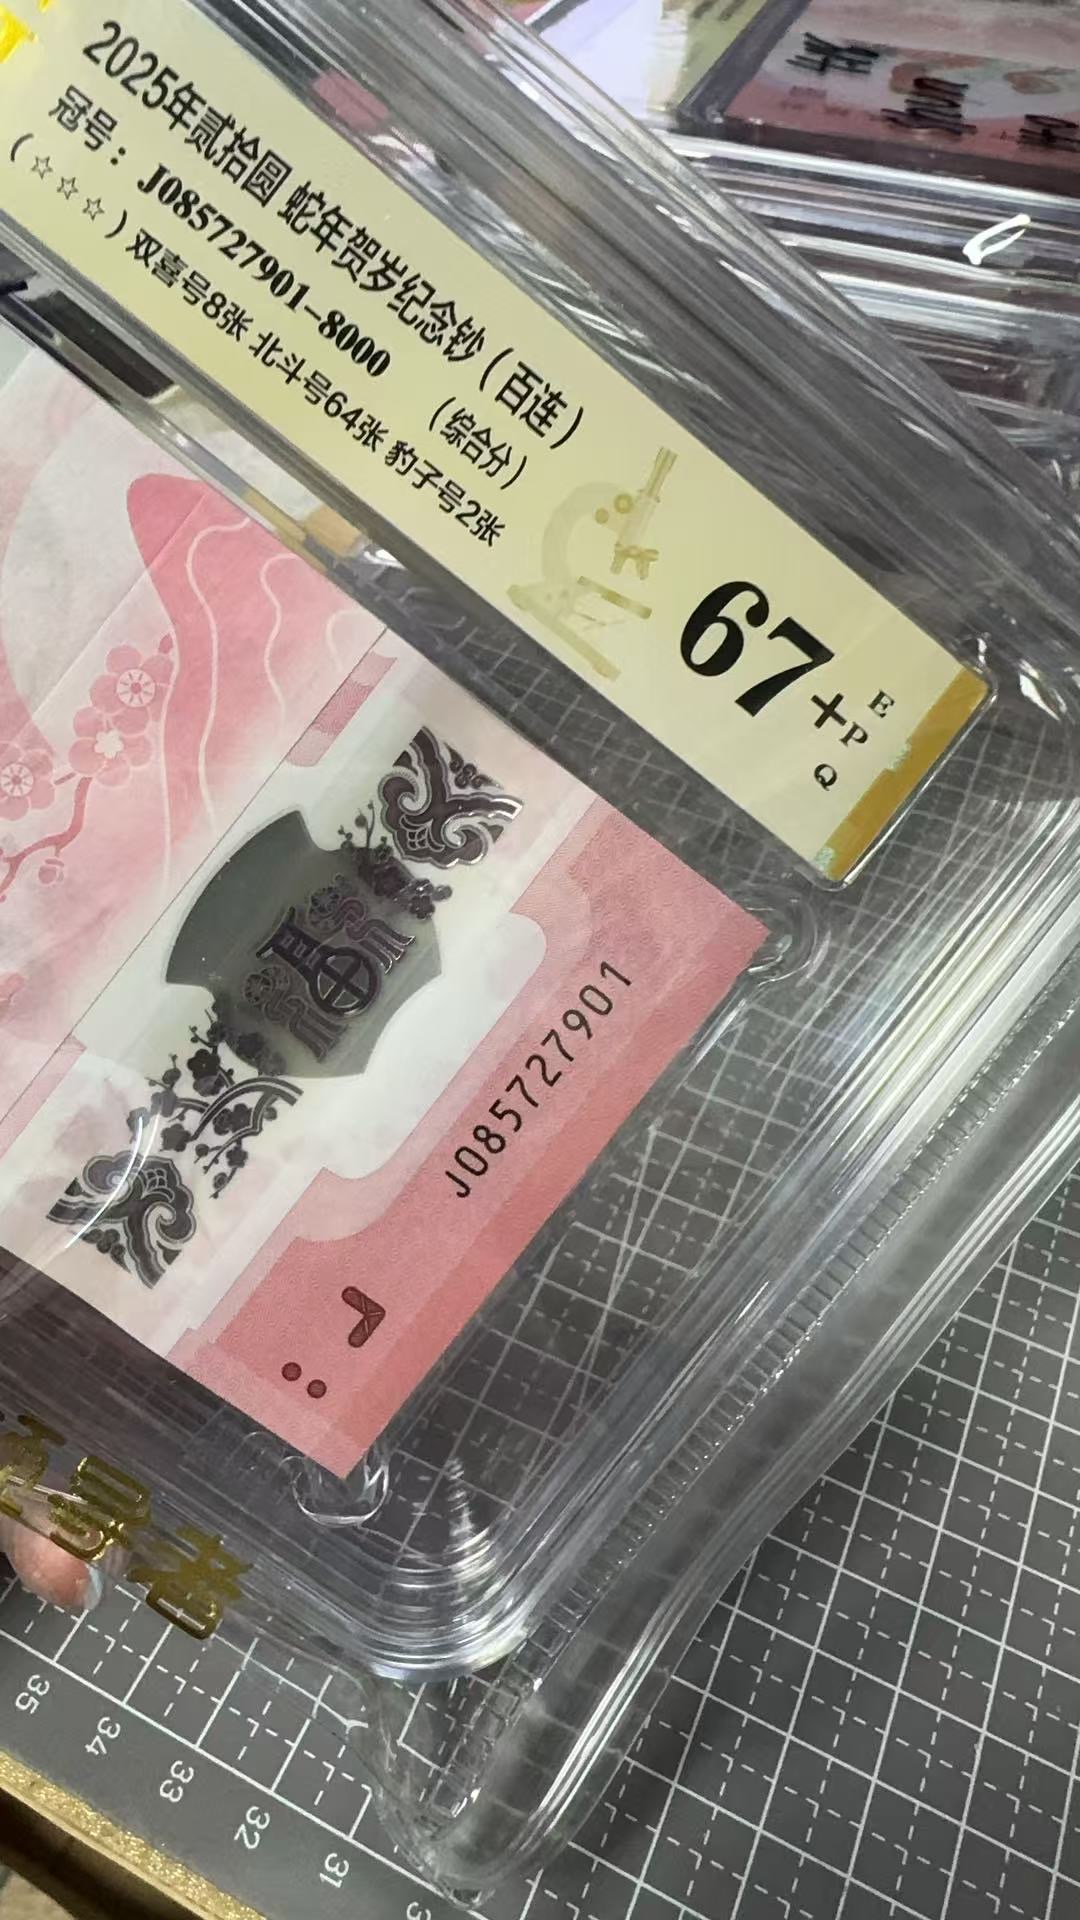 2025年贰拾圆 蛇年贺岁纪念钞（百连）
冠号：J085727901-8000 （综合分）
（☆☆☆）双喜号8张 北斗号64张 豹子号2张
67+
E
P
Q
J085727901
35
34
33
32
31